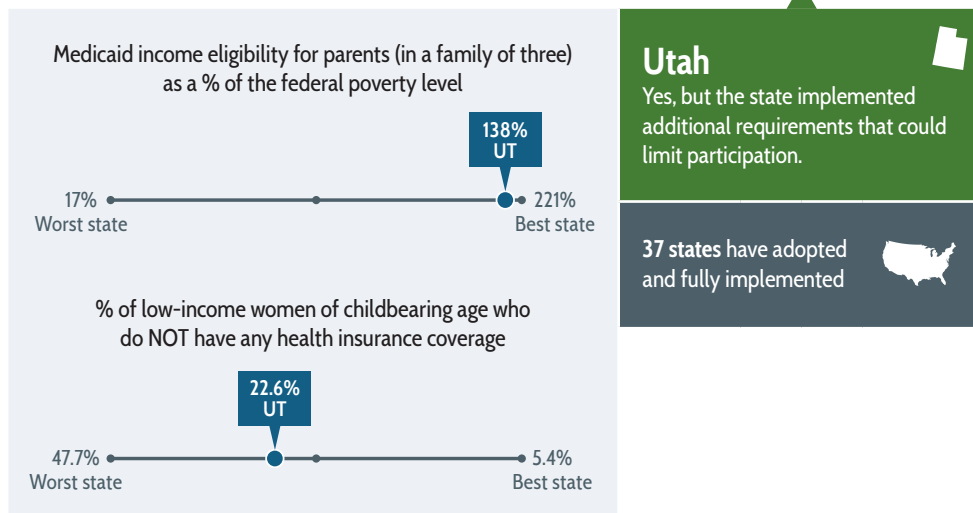 Medicaid income eligibility for parents (in a family of three)
as a % of the federal poverty level
138%
UT
17%
Worst state
221%
Best state
% of low-income women of childbearing age who
do NOT have any health insurance coverage
22.6%
UT
47.7%
Worst state
5.4%
Best state
Utah
Yes, but the state implemented
additional requirements that could
limit participation.
37 states have adopted
and fully implemented